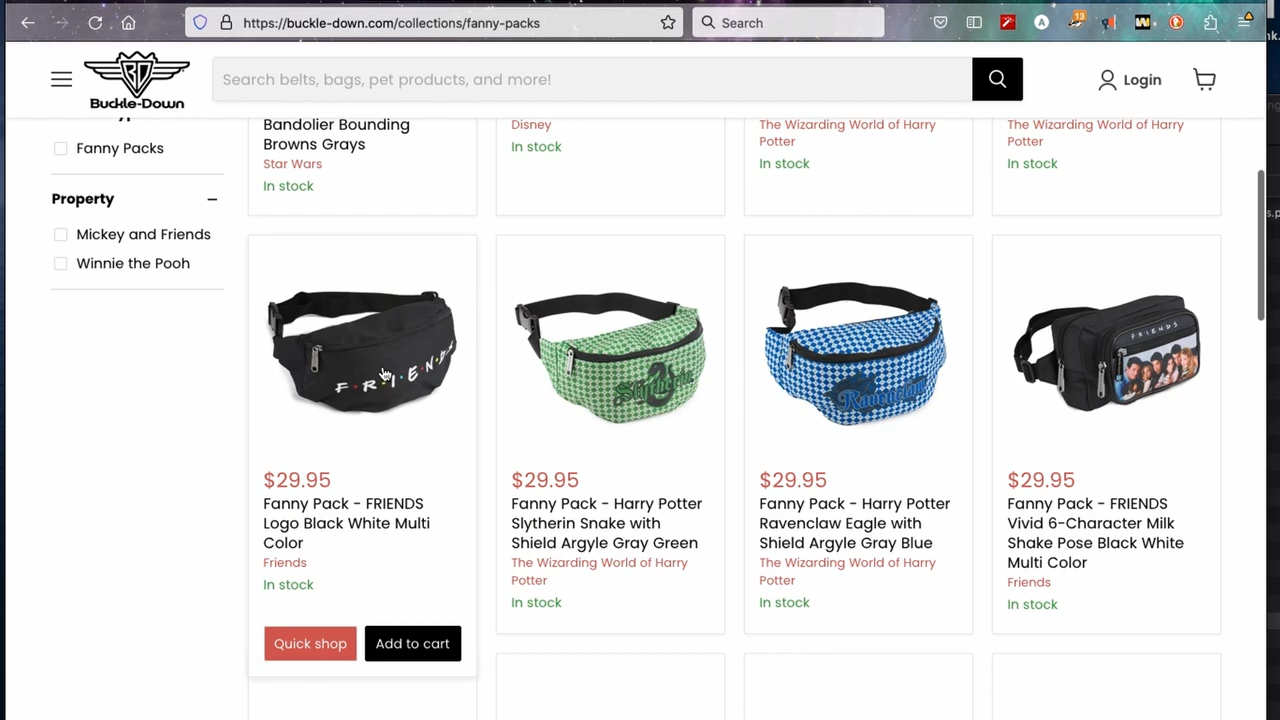 https://buckle-down.com/collections/fanny-packs
Search
13
Buckle-Down
Search belts, bags, pet products, and more!
Login
Fanny Packs
Property
Mickey and Friends
Winnie the Pooh
Bandolier Bounding
Browns Grays
Star Wars
In stock
Disney
In stock
The Wizarding World of Harry
Potter
In stock
The Wizarding World of Harry
Potter
In stock
FRIENDS
$29.95
Fanny Pack - FRIENDS
Logo Black White Multi
Color
Friends
In stock
Quick shop
Add to cart
Slytherin
$29.95
Fanny Pack - Harry Potter
Slytherin Snake with
Shield Argyle Gray Green
The Wizarding World of Harry
Potter
In stock
Ravenclaw
$29.95
Fanny Pack - Harry Potter
Ravenclaw Eagle with
Shield Argyle Gray Blue
The Wizarding World of Harry
Potter
In stock
FRIENDS
$29.95
Fanny Pack - FRIENDS
Vivid 6-Character Milk
Shake Pose Black White
Multi Color
Friends
In stock